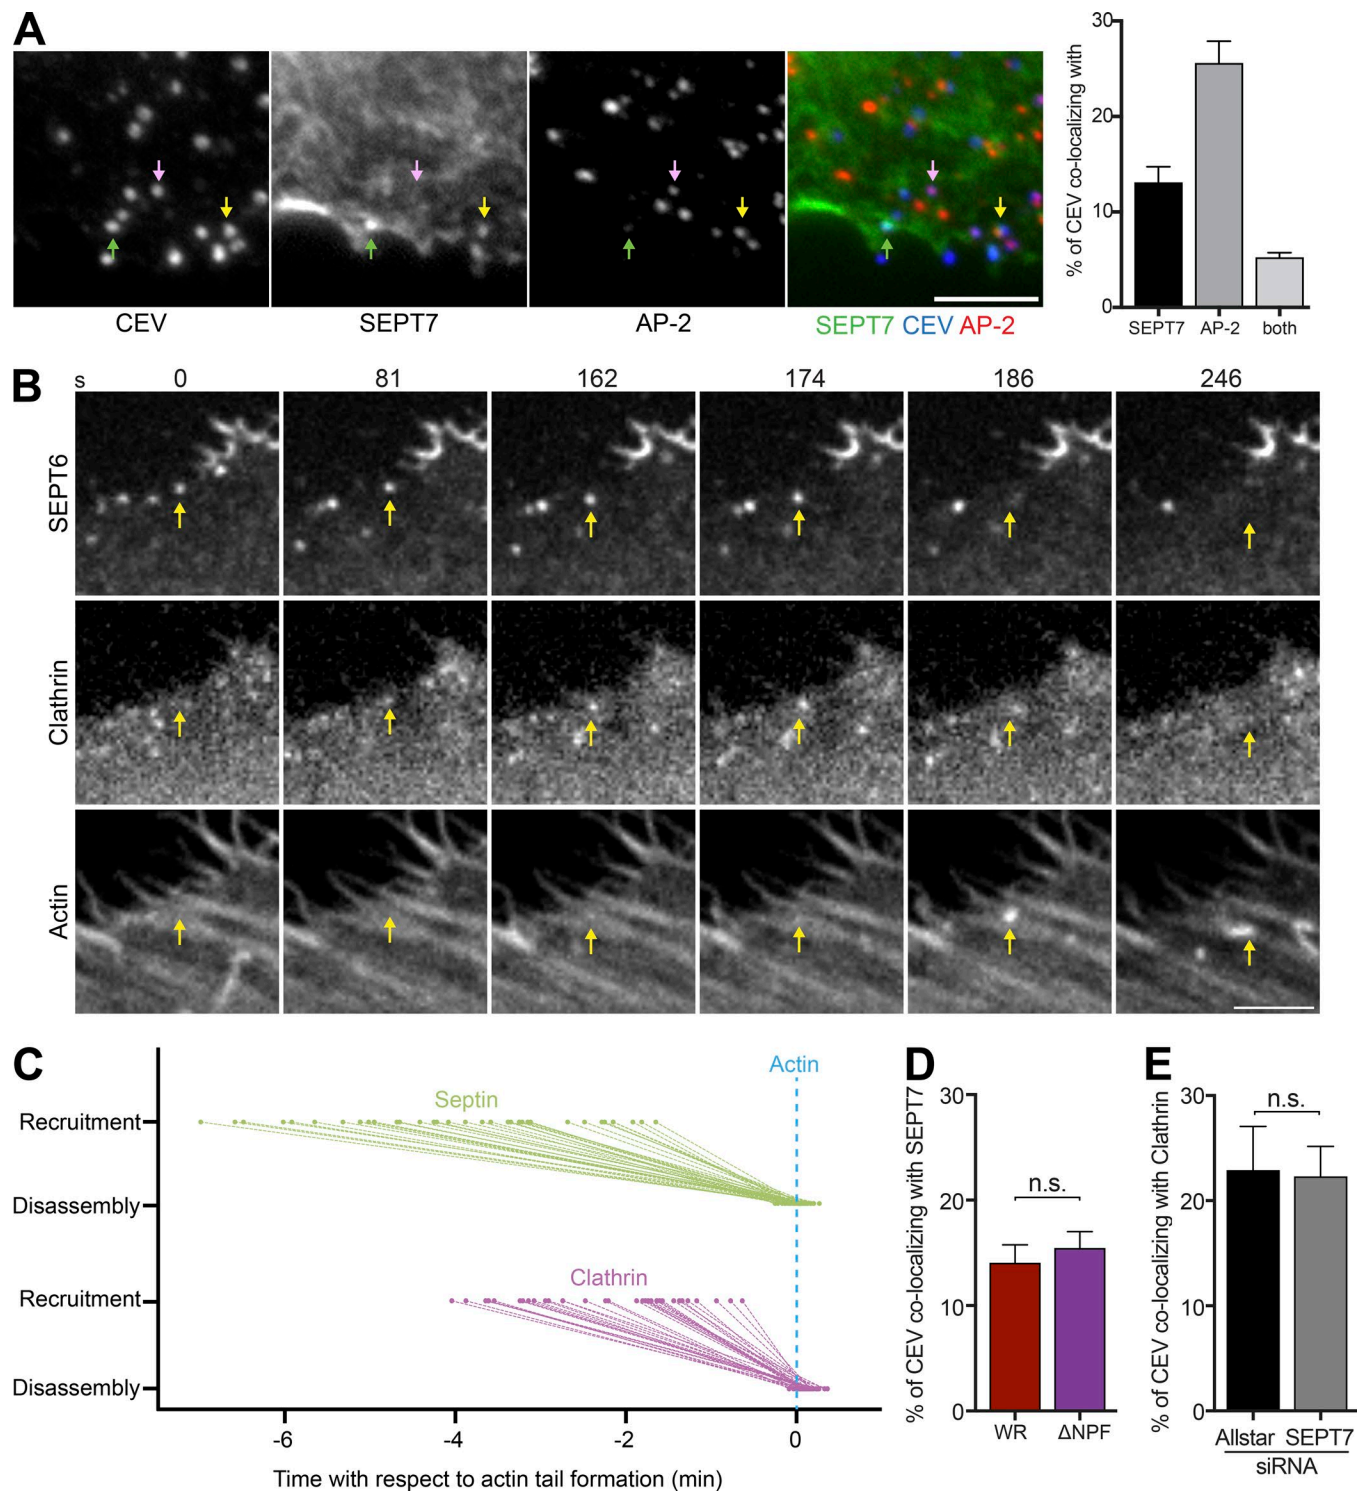 A
CEV
SEPT7
AP-2
SEPT7 CEV AP-2
% of CEV co-localizing with
30
20
10
0
SEPT7 AP-2 both
B
s 0 81 162 174 186 246
SEPT6
Clathrin
Actin
C
Actin
Septin
Recruitment
Disassembly
Clathrin
Recruitment
Disassembly
-6 -4 -2 0
Time with respect to actin tail formation (min)
D
% of CEV co-localizing with SEPT7
30
20
10
0
n.s.
WR ΔNPF
E
% of CEV co-localizing with Clathrin
30
20
10
0
n.s.
Allstar SEPT7
siRNA